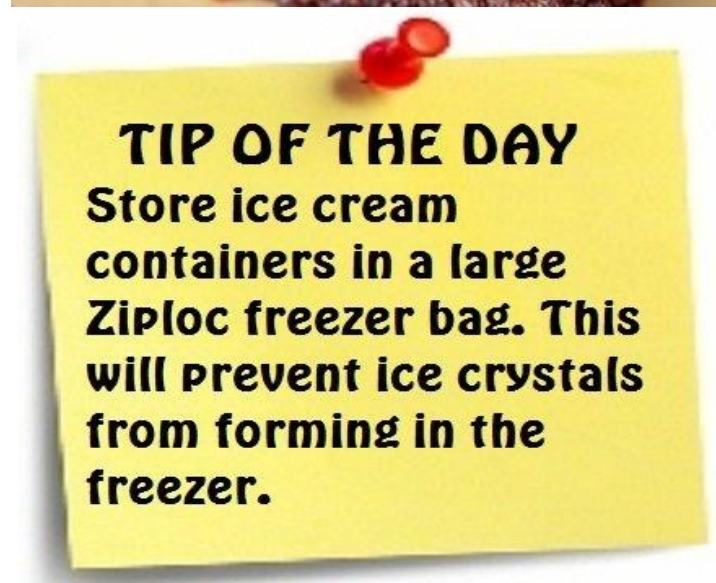 TIP OF THE DAY
Store ice cream
containers in a large
Ziploc freezer bag. This
will prevent ice crystals
from forming in the
freezer.